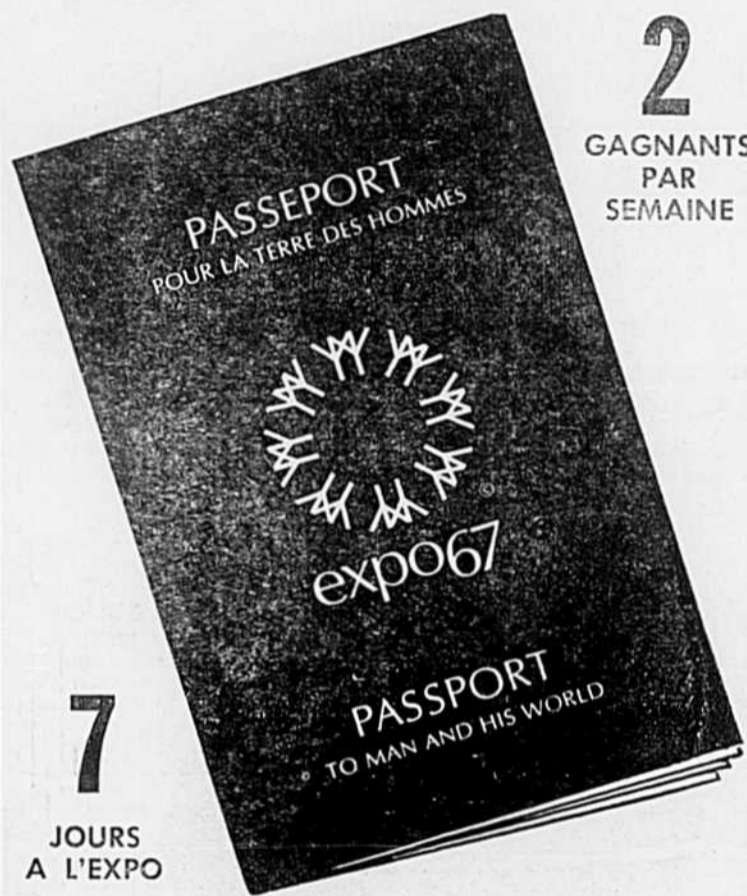 2
GAGNANTS
PAR
SEMAINE
PASSEPORT
POUR LA TERRE DES HOMMES
©
expo67
PASSPORT
TO MAN AND HIS WORLD
7
JOURS
A L'EXPO